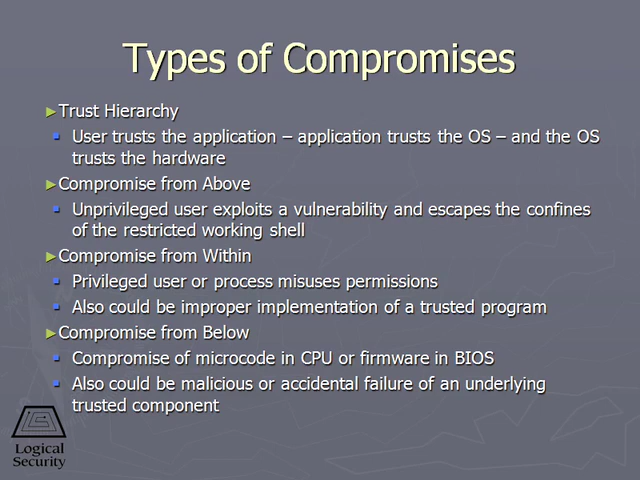 Types of Compromises
►Trust Hierarchy
▪ User trusts the application – application trusts the OS – and the OS
trusts the hardware
►Compromise from Above
▪ Unprivileged user exploits a vulnerability and escapes the confines
of the restricted working shell
►Compromise from Within
▪ Privileged user or process misuses permissions
▪ Also could be improper implementation of a trusted program
►Compromise from Below
▪ Compromise of microcode in CPU or firmware in BIOS
▪ Also could be malicious or accidental failure of an underlying
trusted component
Logical
Security